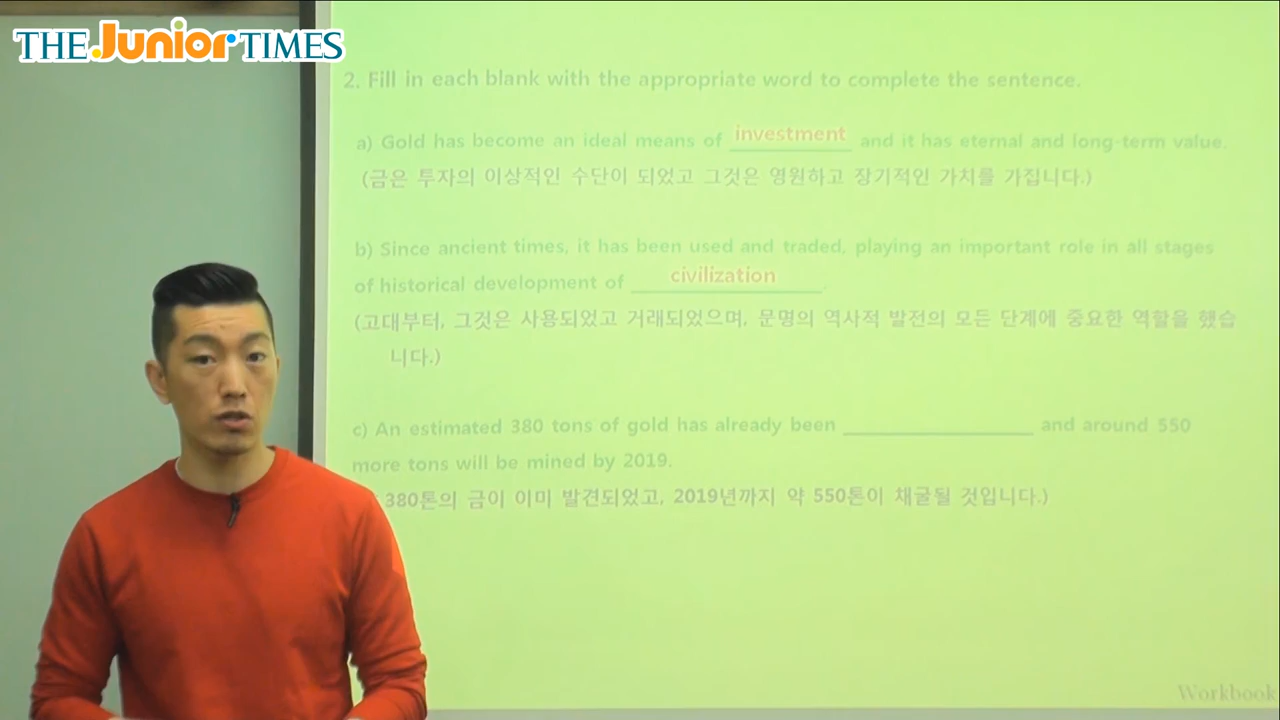 THE Junior TIMES
2. Fill in each blank with the appropriate word to complete the sentence.
a) Gold has become an ideal means of investment and it has eternal and long-term value.
(금은 투자의 이상적인 수단이 되었고 그것은 영원하고 장기적인 가치를 가집니다.)
b) Since ancient times, it has been used and traded, playing an important role in all stages
of historical development of civilization.
(고대부터, 그것은 사용되었고 거래되었으며, 문명의 역사적 발전의 모든 단계에 중요한 역할을 했습
니다.)
c) An estimated 380 tons of gold has already been ________ and around 550
more tons will be mined by 2019.
380톤의 금이 이미 발견되었고, 2019년까지 약 550톤이 채굴될 것입니다.)
Workbook